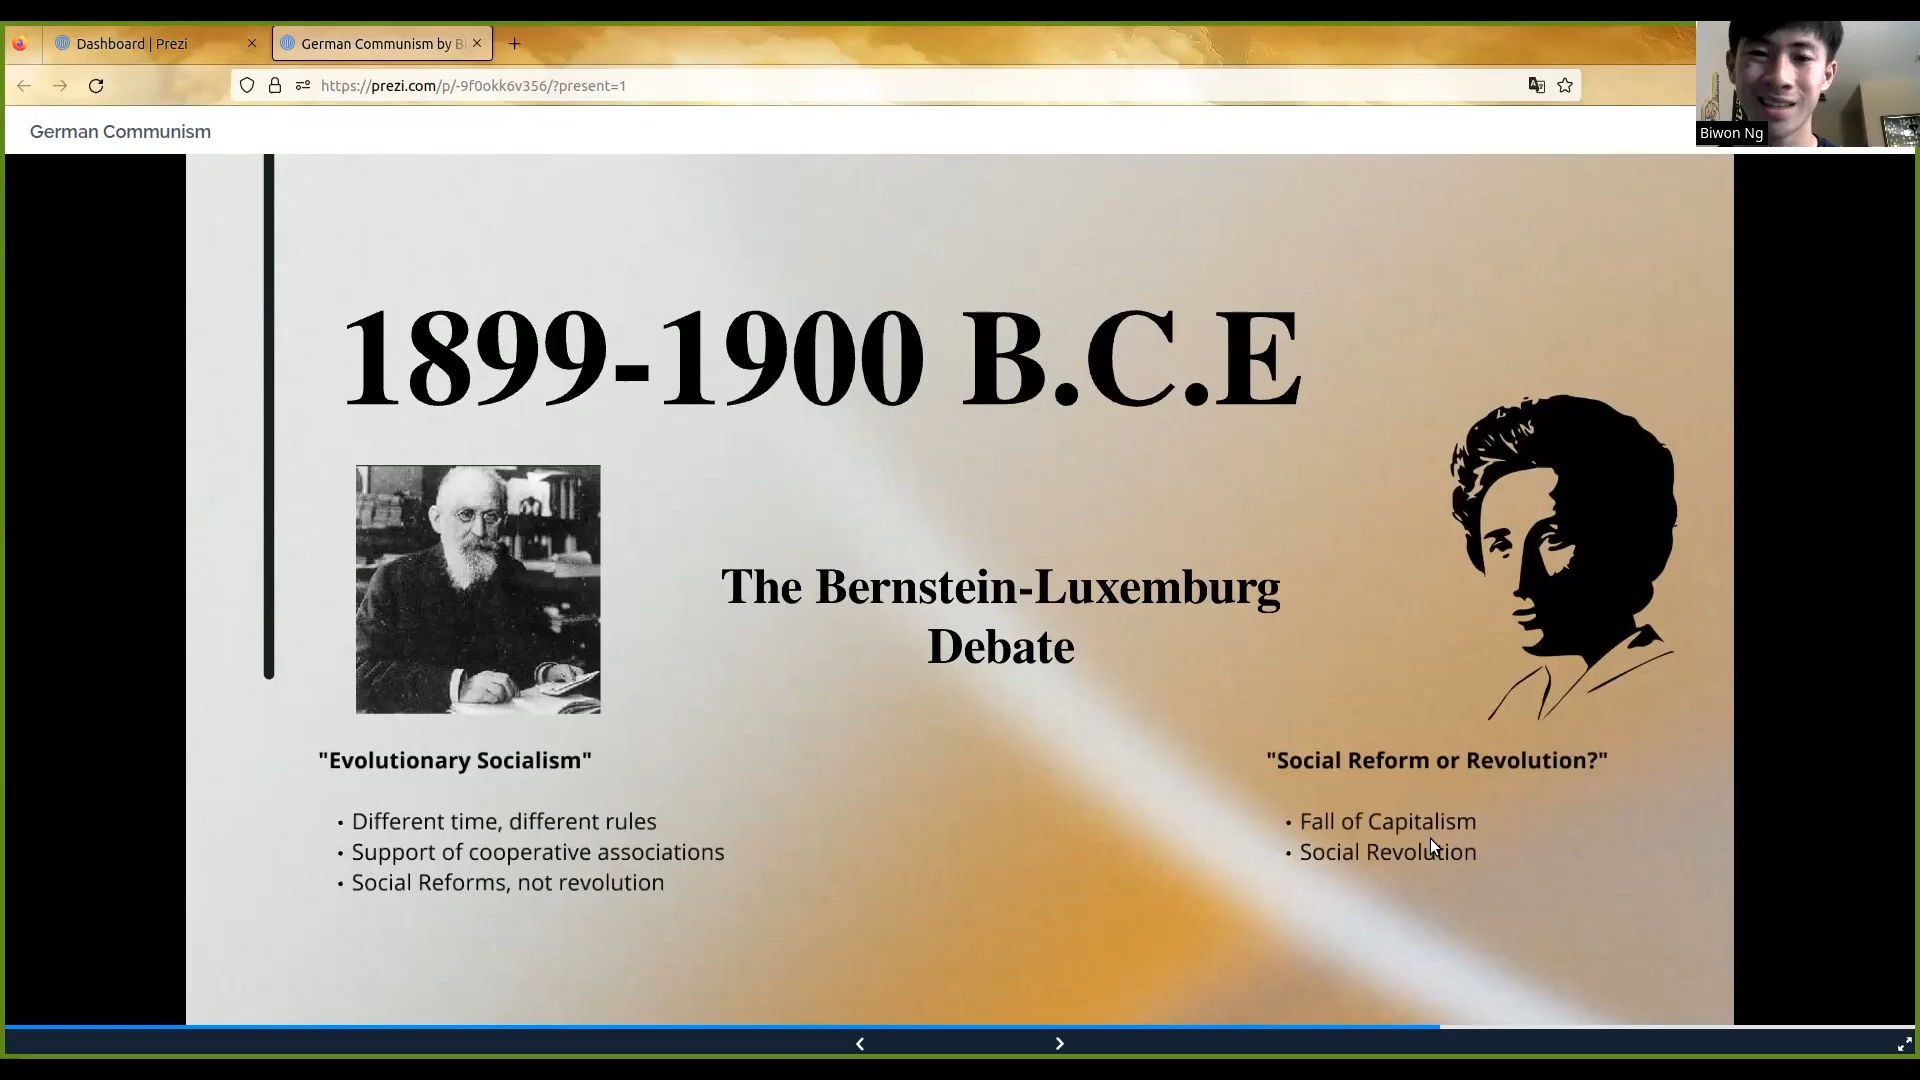 Dashboard | Prezi
German Communism by Bi
https://prezi.com/p/-9f0okk6v356/?present=1
Biwon Ng
German Communism
1899-1900 B.C.E
The Bernstein-Luxemburg
Debate
"Evolutionary Socialism"
• Different time, different rules
• Support of cooperative associations
• Social Reforms, not revolution
"Social Reform or Revolution?"
• Fall of Capitalism
• Social Revolution